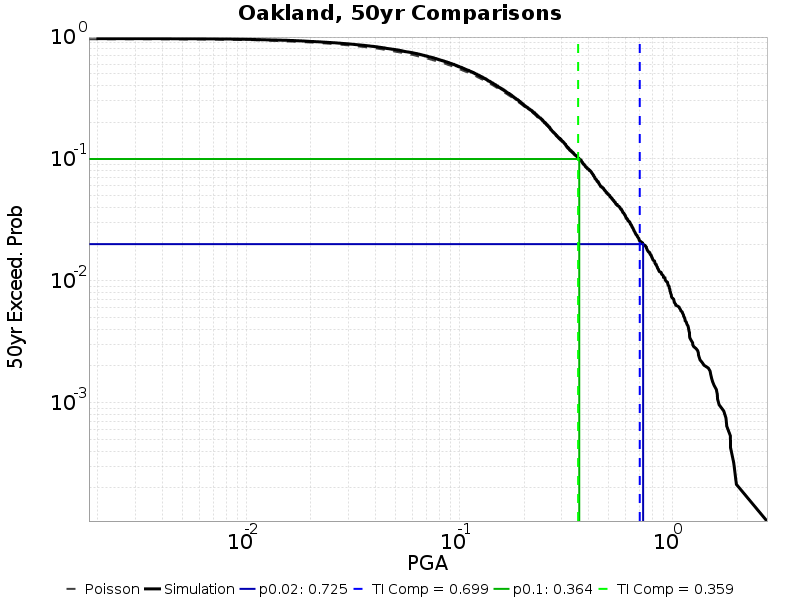 Oakland, 50yr Comparisons
10^0
10^-1
10^-2
10^-3
50yr Exceed. Prob
10^-2
10^-1
10^0
PGA
Poisson Simulation p0.02: 0.725 TI Comp = 0.699 p0.1: 0.364 TI Comp = 0.359